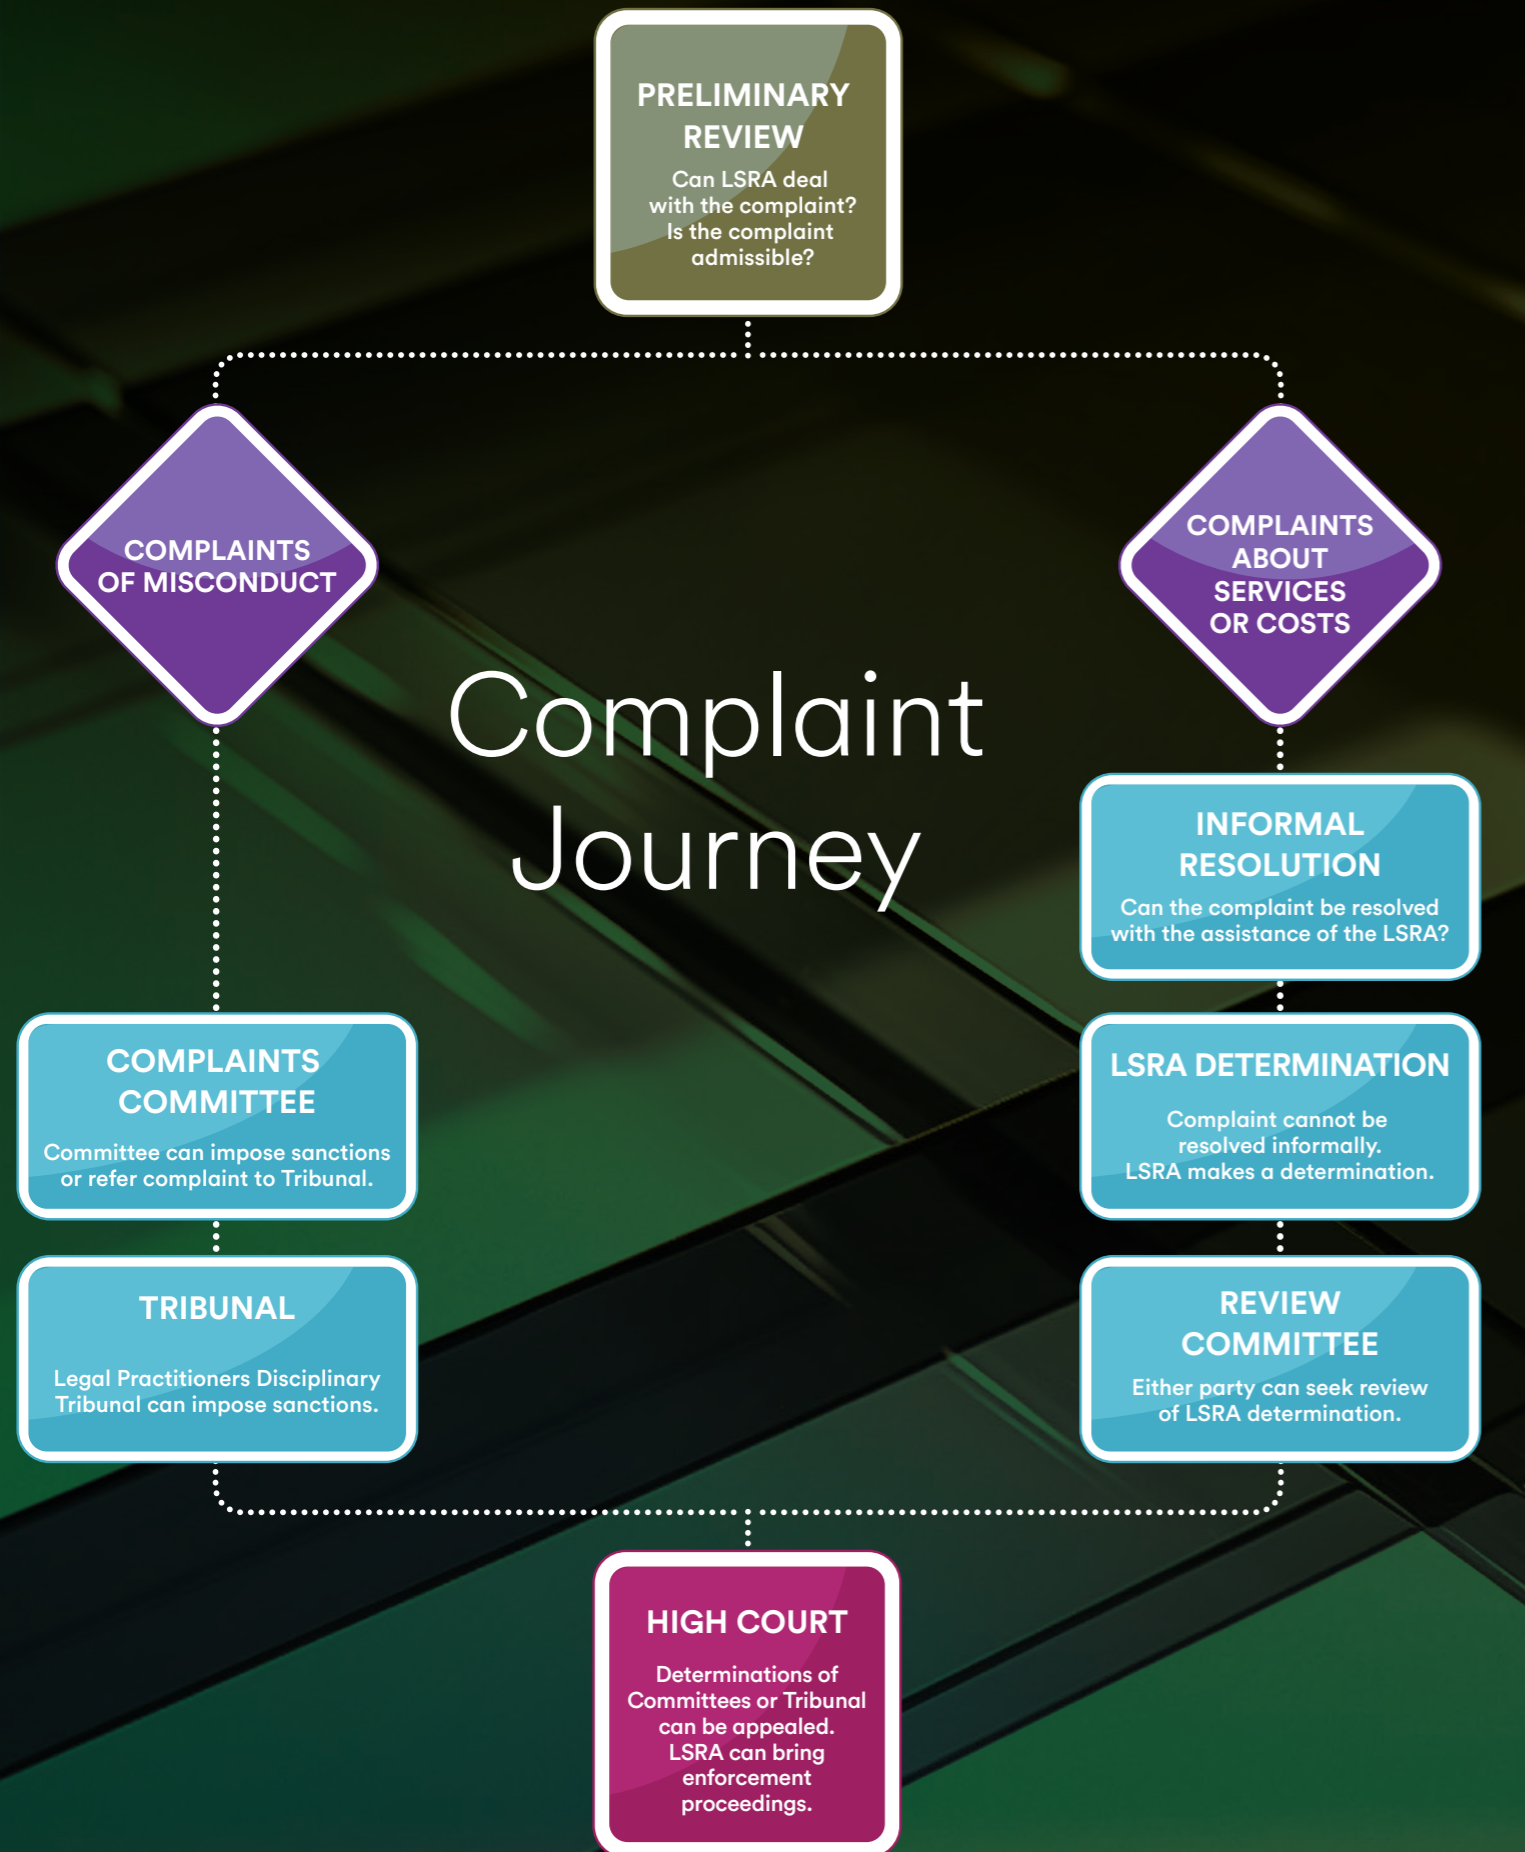 PRELIMINARY
REVIEW
Can LSRA deal
with the complaint?
Is the complaint
admissible?
COMPLAINTS
OF MISCONDUCT
COMPLAINTS
ABOUT
SERVICES
OR COSTS
Complaint
Journey
INFORMAL
RESOLUTION
Can the complaint be resolved
with the assistance of the LSRA?
COMPLAINTS
COMMITTEE
Committee can impose sanctions
or refer complaint to Tribunal.
LSRA DETERMINATION
Complaint cannot be
resolved informally.
LSRA makes a determination.
TRIBUNAL
Legal Practitioners Disciplinary
Tribunal can impose sanctions.
REVIEW
COMMITTEE
Either party can seek review
of LSRA determination.
HIGH COURT
Determinations of
Committees or Tribunal
can be appealed.
LSRA can bring
enforcement
proceedings.